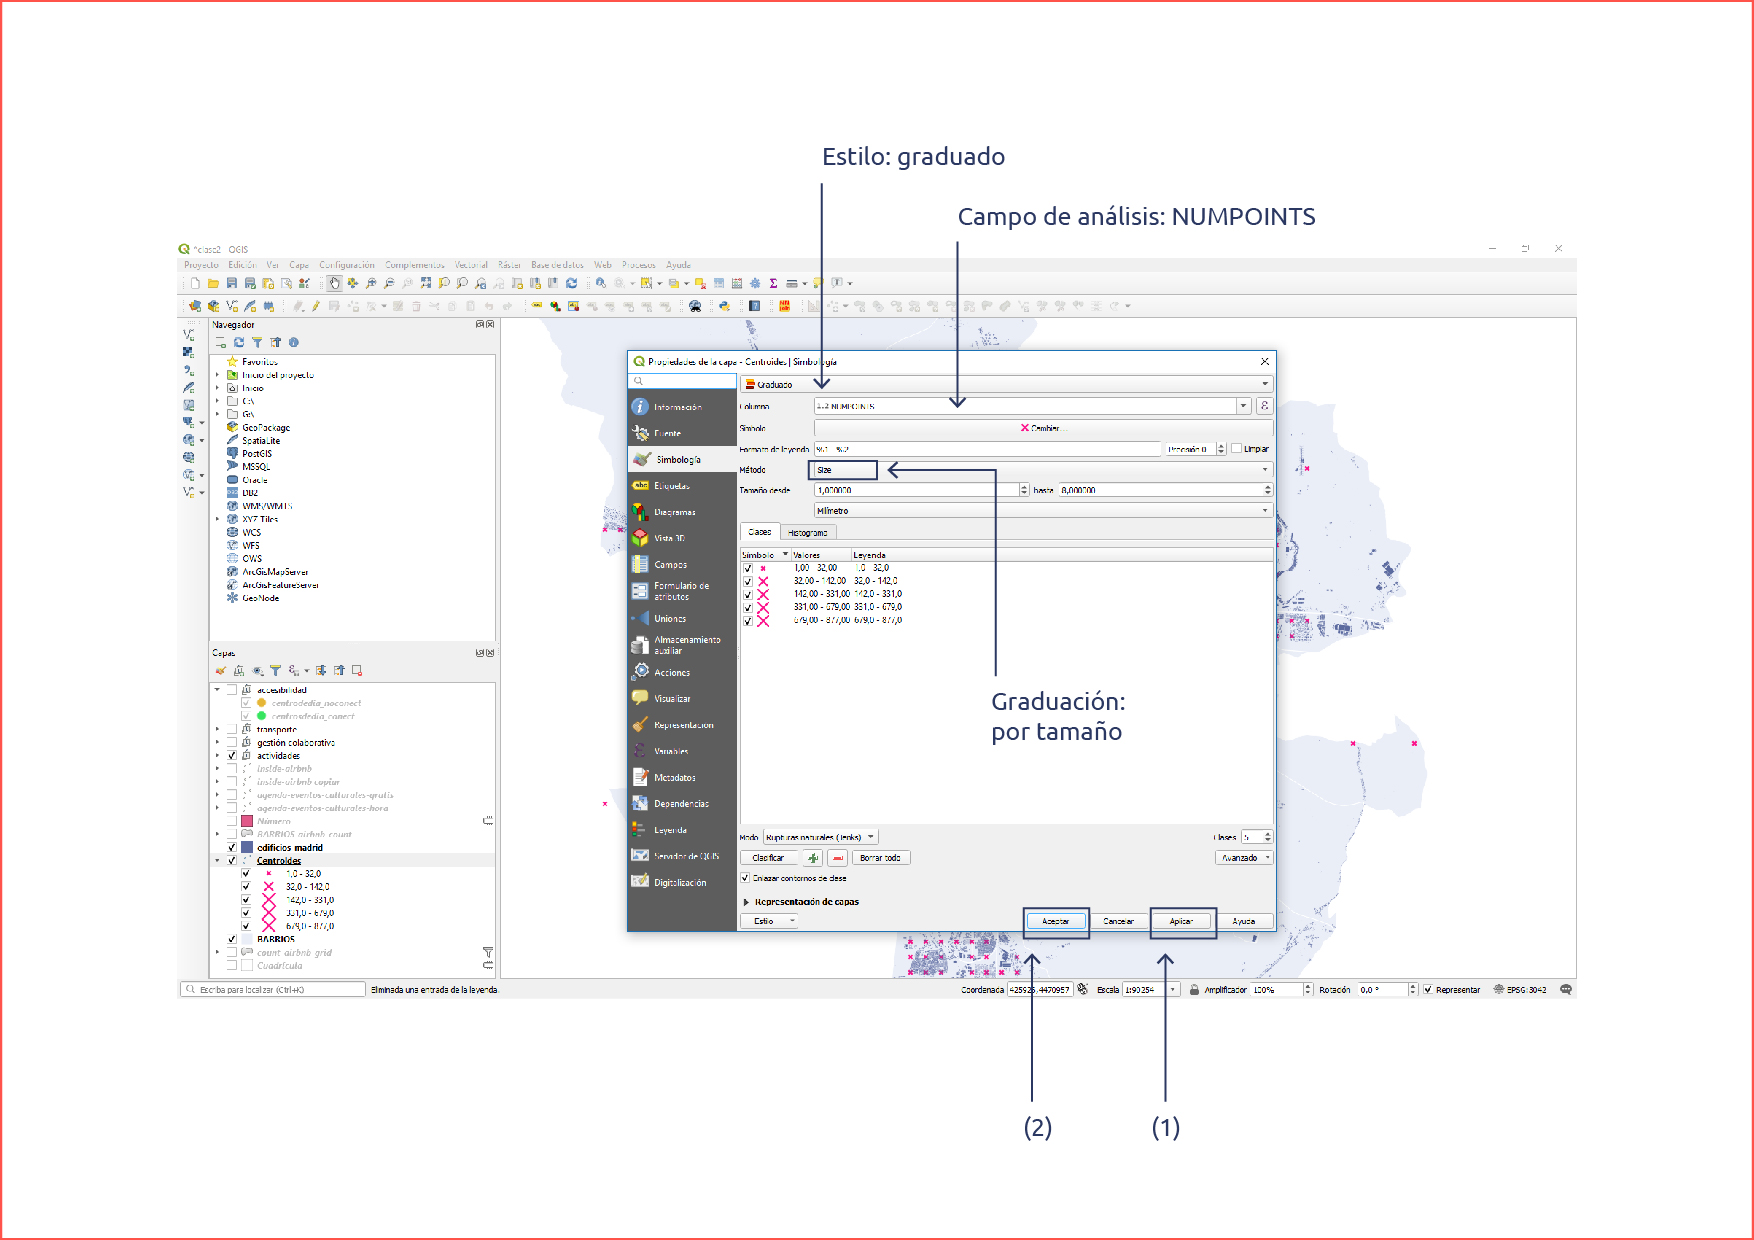 Estilo: graduado
Campo de análisis: NUMPOINTS
*clase2 - QGIS
Proyecto Edición Ver Capa Configuración Complementos Vectorial Ráster Base de datos Web Procesos Ayuda
Navegador
Favoritos
Inicio del proyecto
Inicio
C:\
G:\
GeoPackage
SpatiaLite
PostGIS
MSSQL
Oracle
DB2
WMS/WMTS
XYZ Tiles
WCS
WFS
OWS
ArcGisMapServer
ArcGisFeatureServer
GeoNode
Capas
accesibilidad
centrodedia_noconect
centrosdedia_conect
transporte
gestión colaborativa
actividades
inside-airbnb
inside-airbnb copiar
agenda-eventos-culturales-gratis
agenda-eventos-culturales-hora
Número
BARRIOS_airbnb_count
edificios_madrid
Centroides
1,0 - 32,0
32,0 - 142,0
142,0 - 331,0
331,0 - 679,0
679,0 - 877,0
BARRIOS
count_airbnb_grid
Cuadrícula
Propiedades de la capa - Centroides | Simbología
Información
Fuente
Simbología
Etiquetas
Diagramas
Vista 3D
Campos
Formulario de
atributos
Uniones
Almacenamiento
auxiliar
Acciones
Visualizar
Representación
Variables
Metadatos
Dependencias
Leyenda
Servidor de QGIS
Digitalización
Graduado
Columna 1.2 NUMPOINTS ε
Símbolo Cambiar...
Formato de leyenda %1 - %2 Precisión 0 Limpiar
Método Size
Tamaño desde 1,000000 hasta 8,000000
Milímetro
Clases Histograma
Símbolo Valores Leyenda
1,00 - 32,00 1,0 - 32,0
32,00 - 142,00 32,0 - 142,0
142,00 - 331,00 142,0 - 331,0
331,00 - 679,00 331,0 - 679,0
679,00 - 877,00 679,0 - 877,0
Graduación:
por tamaño
Modo Rupturas naturales (Jenks) Clases 5
Clasificar Borrar todo Avanzado
Enlazar contornos de clase
Representación de capas
Estilo Aceptar Cancelar Aplicar Ayuda
Escriba para localizar (Ctrl+K) Eliminada una entrada de la leyenda. Coordenada 425925,4470957 Escala 1:90254 Amplificador 100% Rotación 0,0 ° Representar EPSG:3042
(2) (1)